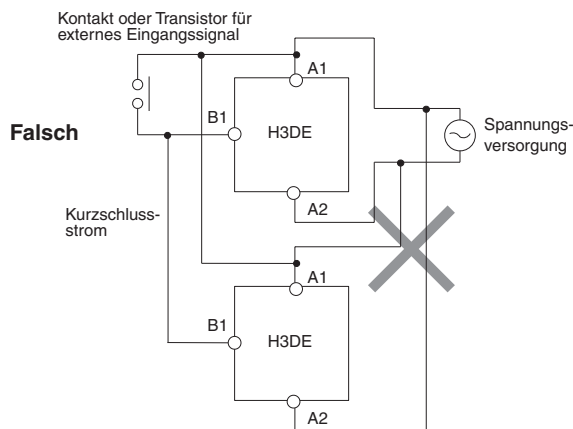 Kontakt oder Transistor für
externes Eingangssignal
A1
B1
H3DE
Falsch
Spannungs-
versorgung
A2
Kurzschluss-
strom
A1
B1
H3DE
A2